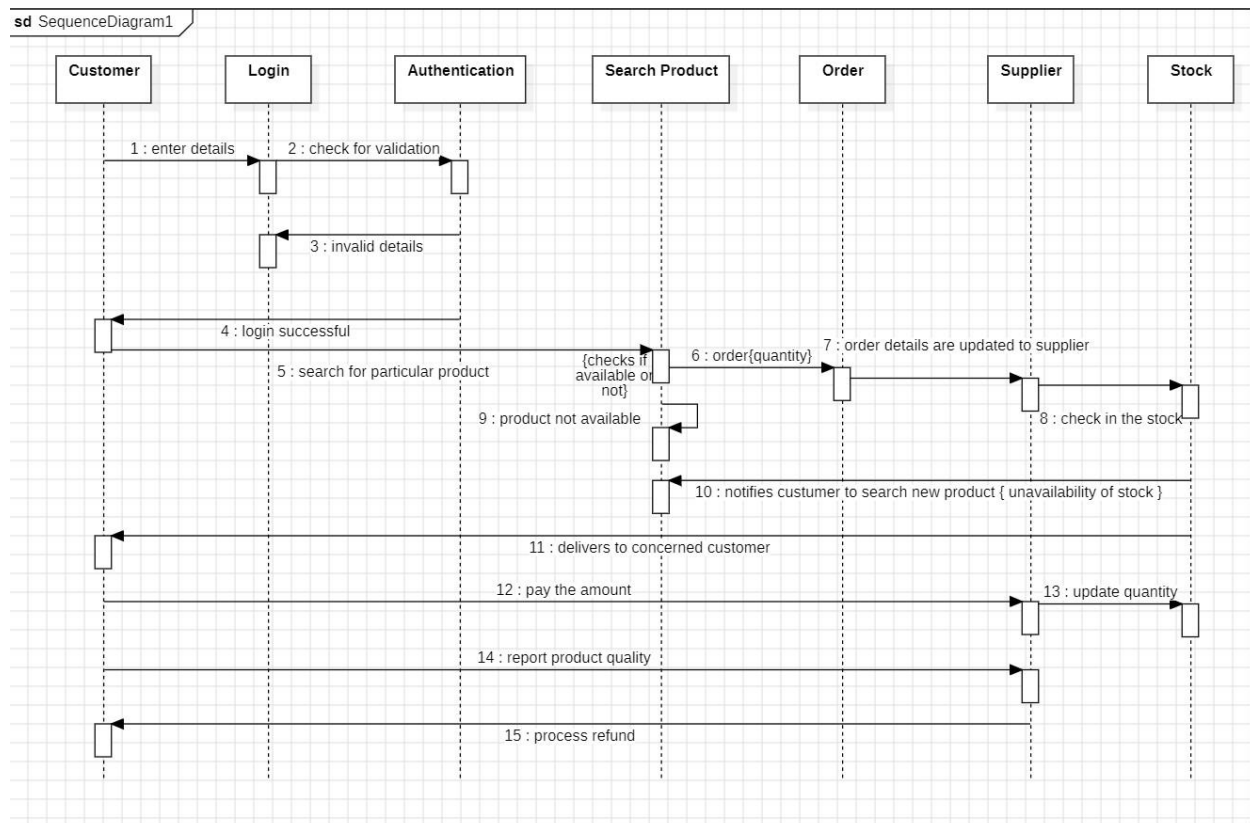 sd SequenceDiagram1
Customer
Login
Authentication
Search Product
Order
Supplier
Stock
1 : enter details
2 : check for validation
3 : invalid details
4 : login successful
5 : search for particular product
{checks if
available or
not}
6 : order{quantity}
7 : order details are updated to supplier
8 : check in the stock
9 : product not available
10 : notifies custumer to search new product { unavailability of stock }
11 : delivers to concerned customer
12 : pay the amount
13 : update quantity
14 : report product quality
15 : process refund